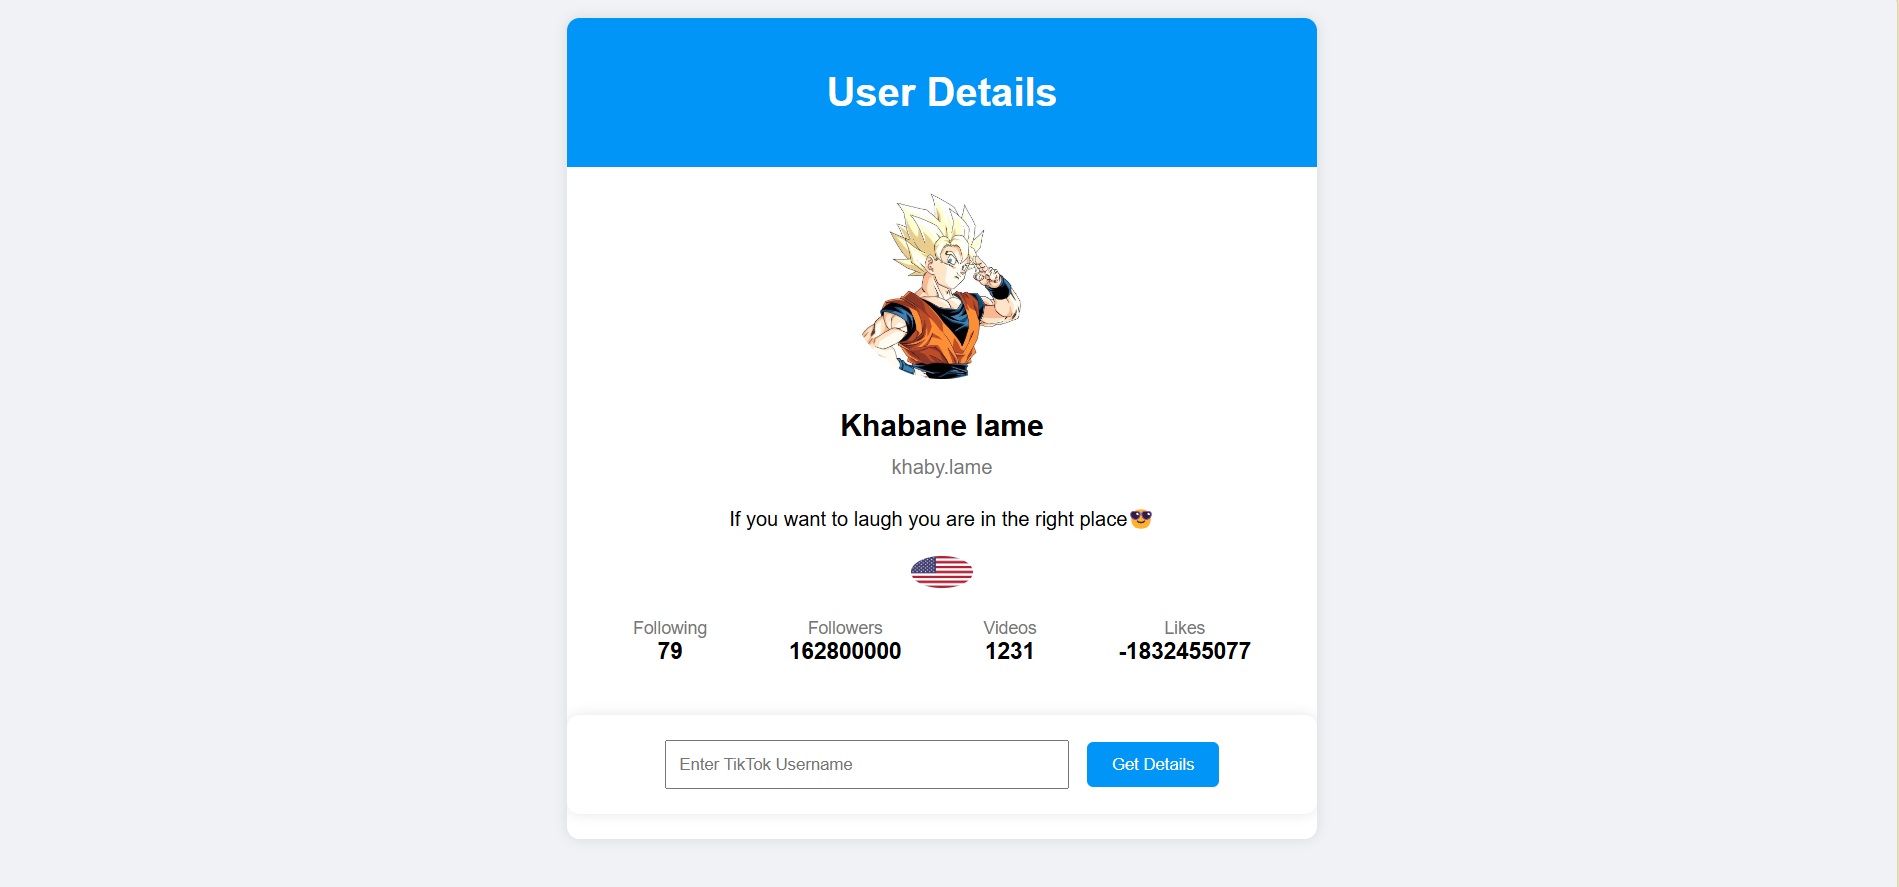 User Details
Khabane lame
khaby.lame
If you want to laugh you are in the right place😎
Following Followers Videos Likes
79 162800000 1231 -1832455077
Enter TikTok Username Get Details